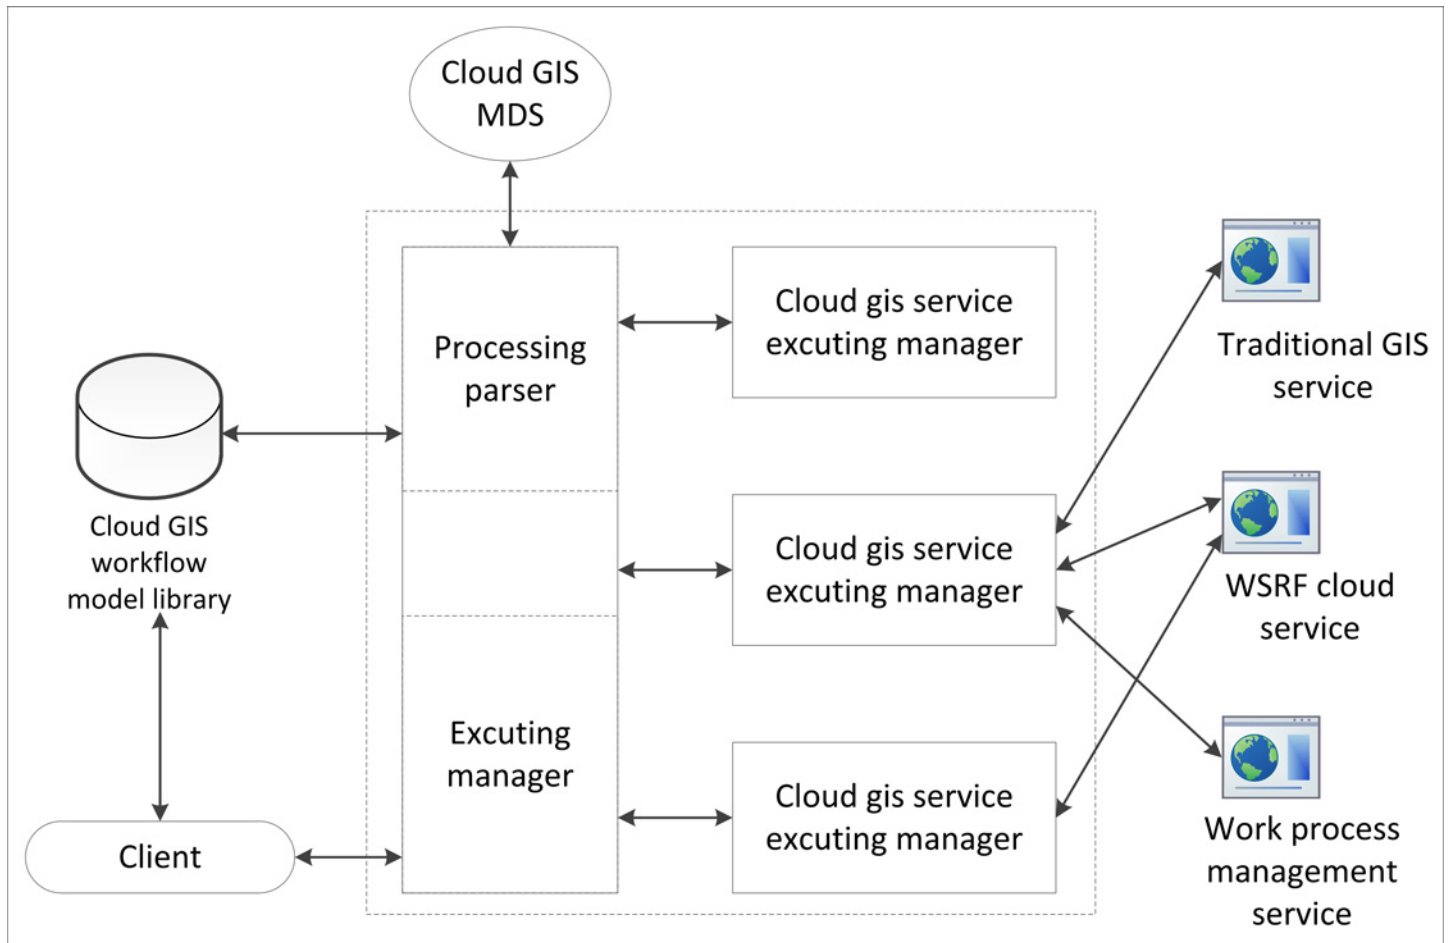 Cloud GIS
MDS
Processing
parser
Cloud gis service
excuting manager
Traditional GIS
service
Cloud GIS
workflow
model library
Cloud gis service
excuting manager
WSRF cloud
service
Excuting
manager
Cloud gis service
excuting manager
Client
Work process
management
service